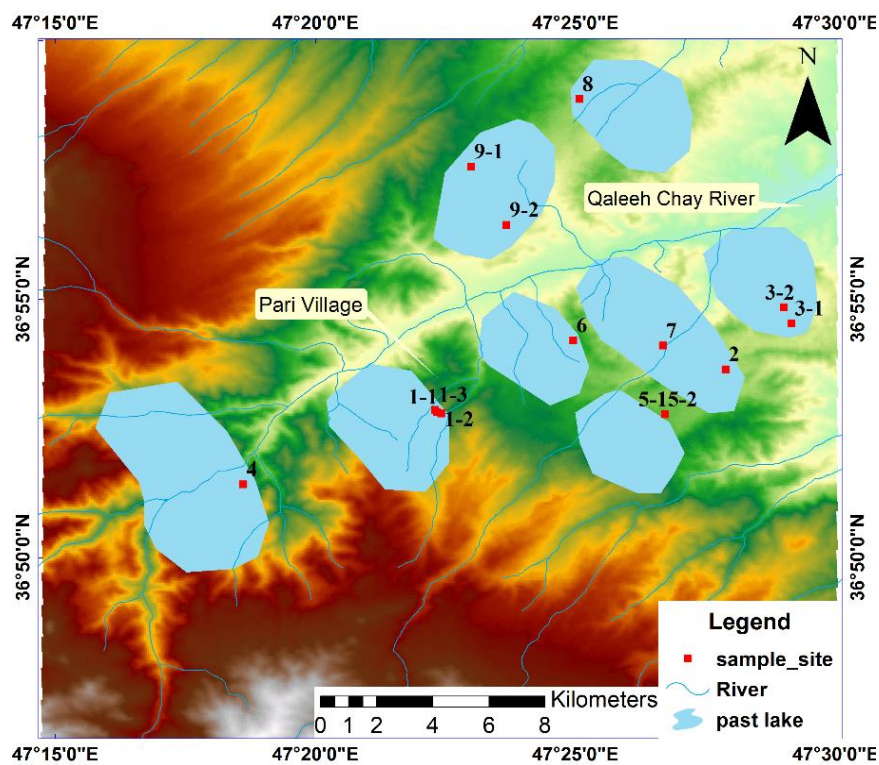 47°15'0"E 47°20'0"E 47°25'0"E 47°30'0"E
N
8
9-1
9-2
Qaleeh Chay River
36°55'0"N 36°55'0"N
3-2
3-1
Pari Village
6
7
2
1-11-3
1-2
5-15-2
4
36°50'0"N 36°50'0"N
Legend
sample_site
River
past lake
Kilometers
0 1 2 4 6 8
47°15'0"E 47°20'0"E 47°25'0"E 47°30'0"E